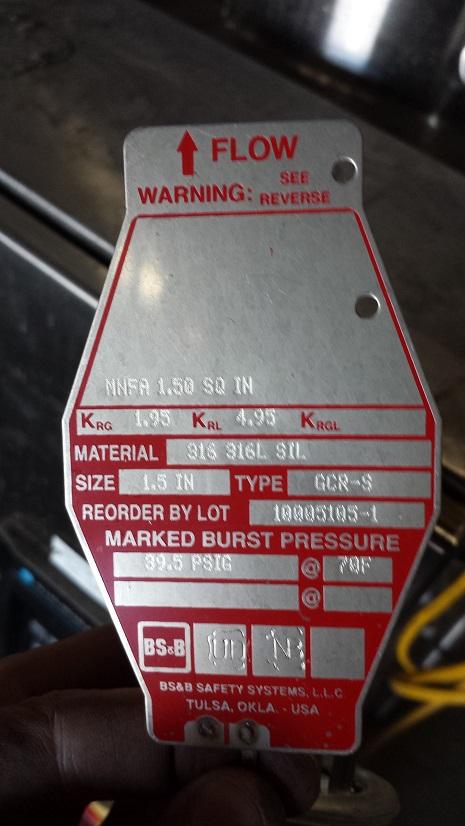 FLOW
WARNING: SEE REVERSE
MNFA 1.50 SQ IN
KRG 1.95 KRL 4.95 KRGL
MATERIAL 316 316L SIL
SIZE 1.5 IN TYPE GCR-S
REORDER BY LOT 10005105-1
MARKED BURST PRESSURE
39.5 PSIG @ 70F
@
BS&B
BS&B SAFETY SYSTEMS, L.L.C
TULSA, OKLA. - USA